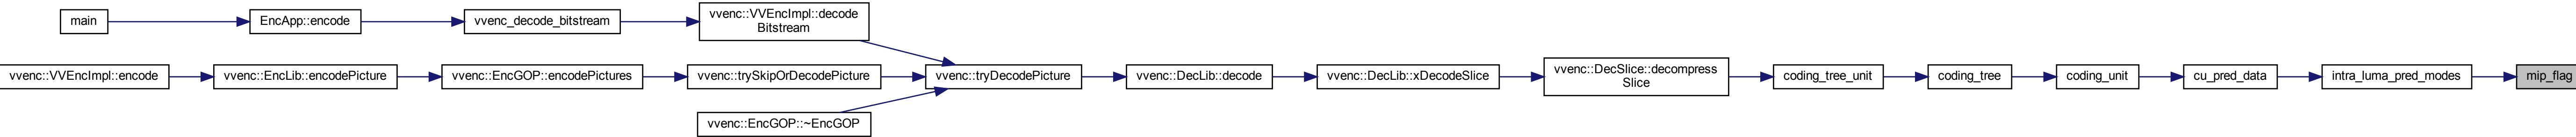 main
EncApp::encode
vvenc_decode_bitstream
vvenc::VVEncImpl::decode
Bitstream
vvenc::VVEncImpl::encode
vvenc::EncLib::encodePicture
vvenc::EncGOP::encodePictures
vvenc::trySkipOrDecodePicture
vvenc::tryDecodePicture
vvenc::DecLib::decode
vvenc::DecLib::xDecodeSlice
vvenc::DecSlice::decompress
Slice
coding_tree_unit
coding_tree
coding_unit
cu_pred_data
intra_luma_pred_modes
mip_flag
vvenc::EncGOP::~EncGOP